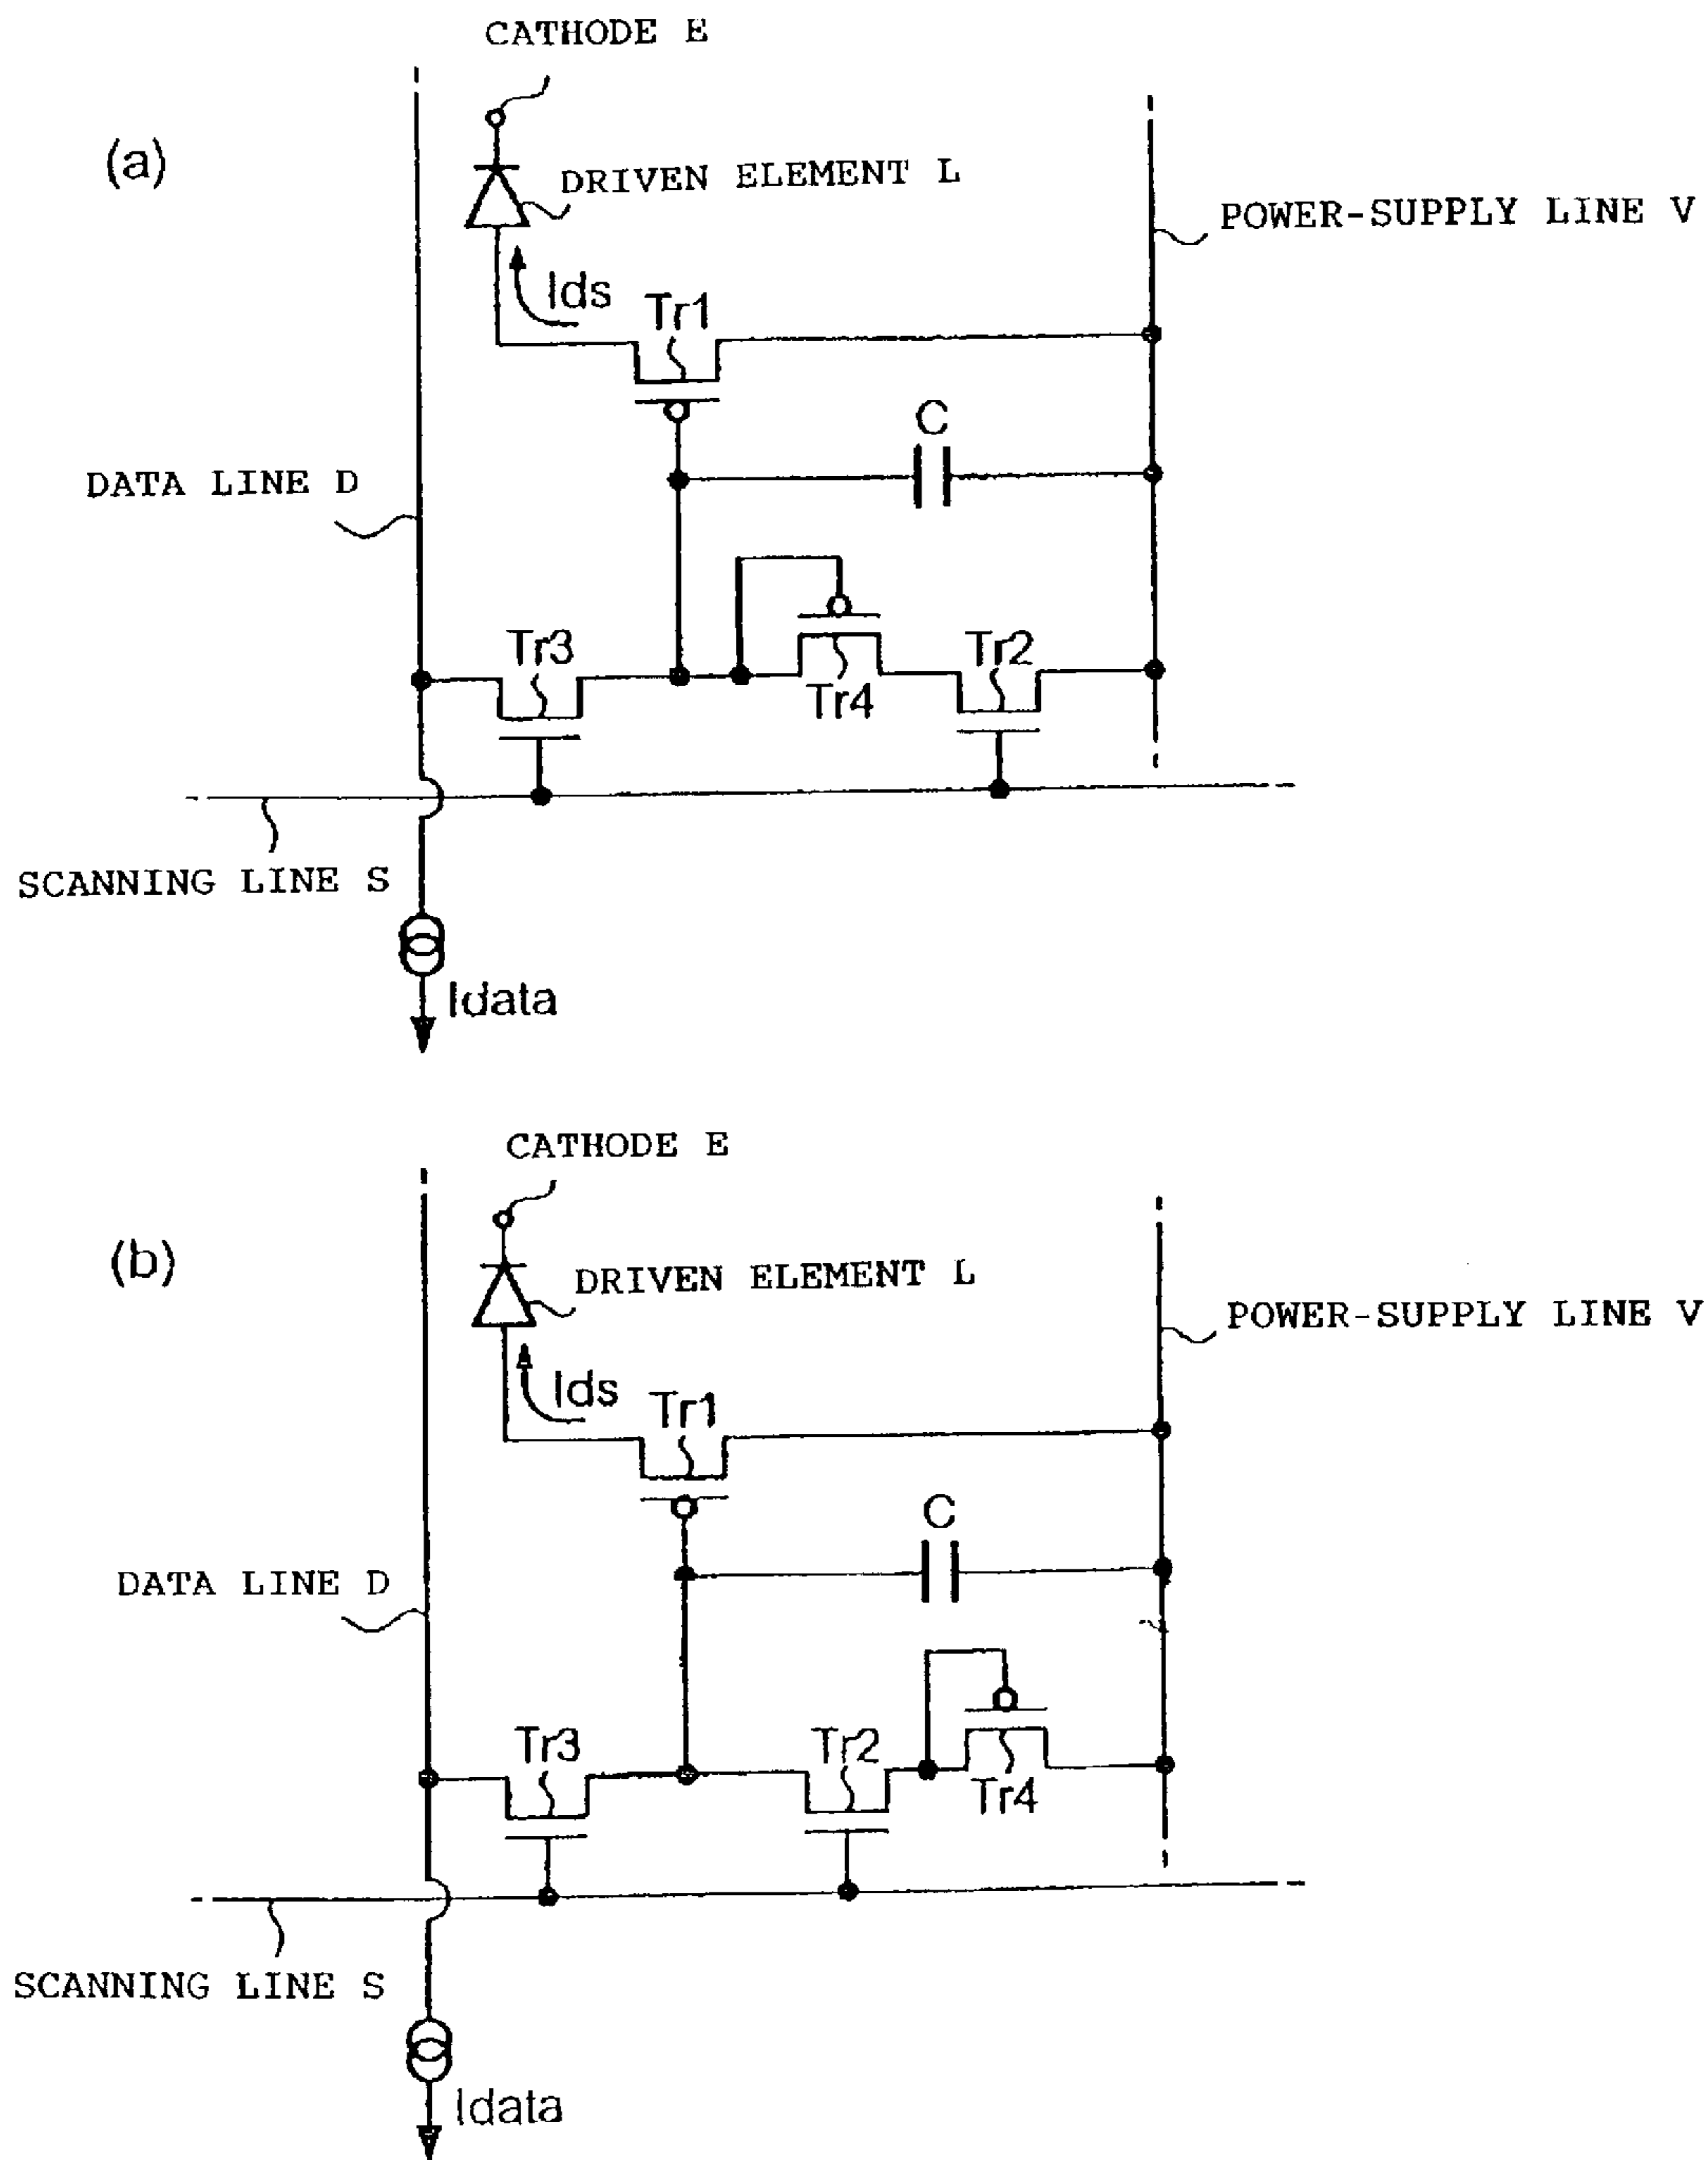 CATHODE E
(a)
DRIVEN ELEMENT L
POWER-SUPPLY LINE V
Ids
Tr1
C
DATA LINE D
Tr3
Tr2
Tr4
SCANNING LINE S
Idata
CATHODE E
(b)
DRIVEN ELEMENT L
POWER-SUPPLY LINE V
Ids
Tr1
C
DATA LINE D
Tr3
Tr2
Tr4
SCANNING LINE S
Idata